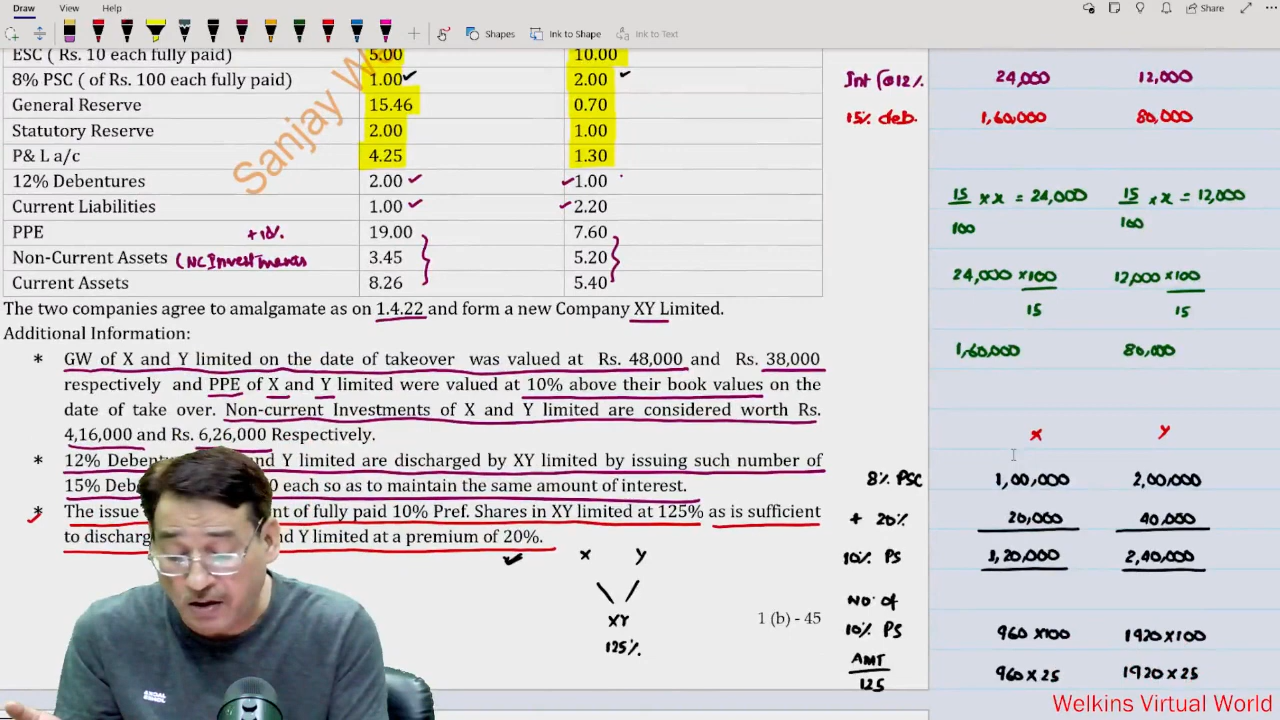 Draw View Help
Share
Shapes Ink to Shape Ink to Text
ESC ( Rs. 10 each fully paid) 5.00 10.00
8% PSC ( of Rs. 100 each fully paid) 1.00 2.00
General Reserve 15.46 0.70
Statutory Reserve 2.00 1.00
P& L a/c 4.25 1.30
12% Debentures 2.00 1.00
Current Liabilities 1.00 2.20
PPE +10%. 19.00 7.60
Non-Current Assets (NC Investments 3.45 5.20
Current Assets 8.26 5.40
Sanjay
The two companies agree to amalgamate as on 1.4.22 and form a new Company XY Limited.
Additional Information:
* GW of X and Y limited on the date of takeover was valued at Rs. 48,000 and Rs. 38,000
respectively and PPE of X and Y limited were valued at 10% above their book values on the
date of take over. Non-current Investments of X and Y limited are considered worth Rs.
4,16,000 and Rs. 6,26,000 Respectively.
* 12% Debent nd Y limited are discharged by XY limited by issuing such number of
15% Deb 0 each so as to maintain the same amount of interest.
* The issue nt of fully paid 10% Pref. Shares in XY limited at 125% as is sufficient
to discharg and Y limited at a premium of 20%.
X Y
XY
125%.
1 (b) - 45
Int @12%. 24,000 12,000
15% deb. 1,60,000 80,000
15/100 × x = 24,000 15/100 × x = 12,000
24,000 × 100/15 12,000 × 100/15
1,60,000 80,000
X Y
8% PSC 1,00,000 2,00,000
+ 20% 20,000 40,000
10% PS 1,20,000 2,40,000
No. of
10% PS 960×100 1920×100
AMT/125 960×25 1920×25
Welkins Virtual World